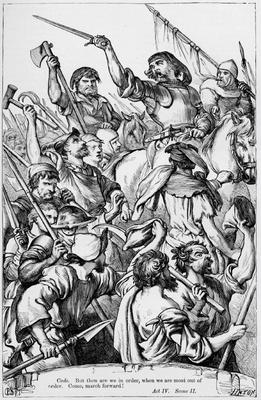 Cade. But then are we in order, when we are most out of
order. Come, march forward!
Act IV. Scene II.
LINTON